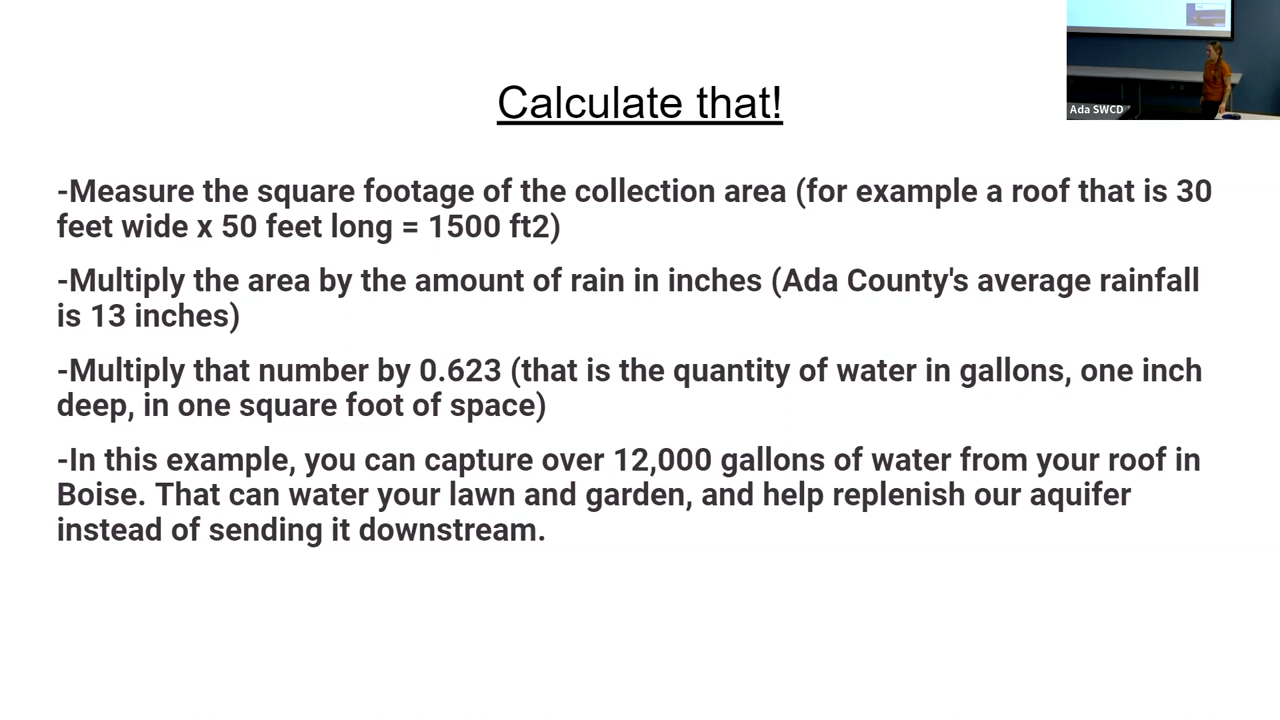 Calculate that!
Ada SWCD
-Measure the square footage of the collection area (for example a roof that is 30
feet wide x 50 feet long = 1500 ft2)
-Multiply the area by the amount of rain in inches (Ada County's average rainfall
is 13 inches)
-Multiply that number by 0.623 (that is the quantity of water in gallons, one inch
deep, in one square foot of space)
-In this example, you can capture over 12,000 gallons of water from your roof in
Boise. That can water your lawn and garden, and help replenish our aquifer
instead of sending it downstream.